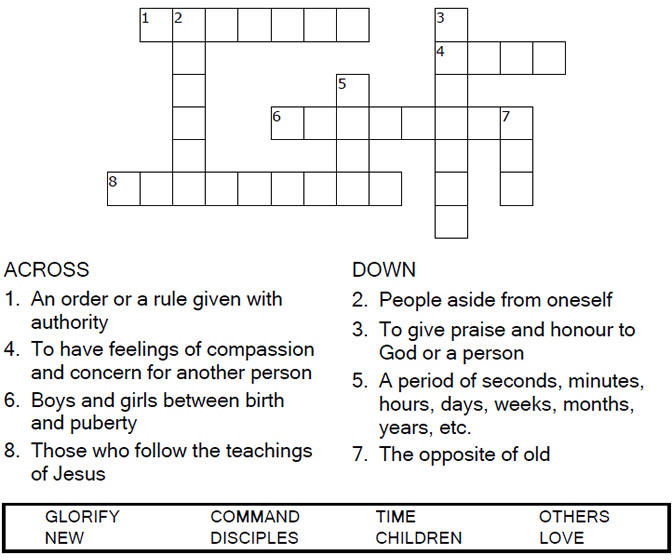 1 2 3
4
5
6 7
8
ACROSS
1. An order or a rule given with
authority
4. To have feelings of compassion
and concern for another person
6. Boys and girls between birth
and puberty
8. Those who follow the teachings
of Jesus
DOWN
2. People aside from oneself
3. To give praise and honour to
God or a person
5. A period of seconds, minutes,
hours, days, weeks, months,
years, etc.
7. The opposite of old
GLORIFY COMMAND TIME OTHERS
NEW DISCIPLES CHILDREN LOVE